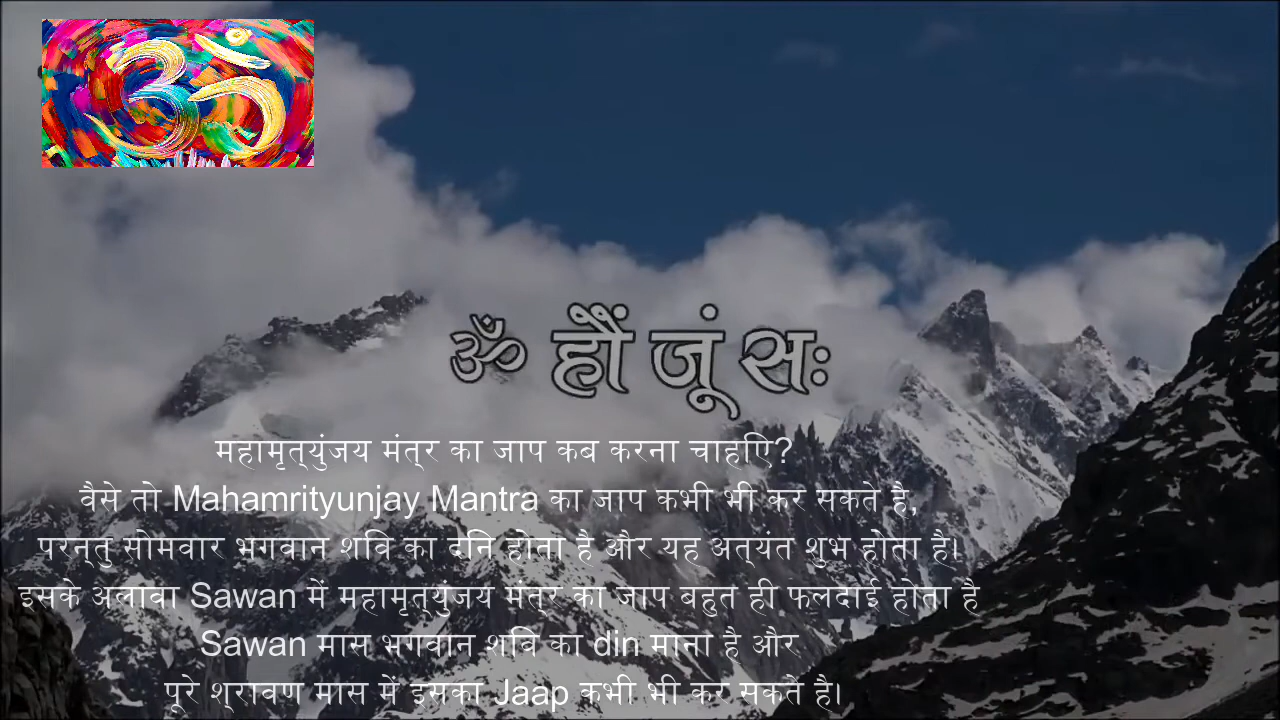 ॐ
ॐ हौं जूं सः
महामृत्युंजय मंत्र का जाप कब करना चाहिए?
वैसे तो Mahamrityunjay Mantra का जाप कभी भी कर सकते है,
परन्तु सोमवार भगवान शिव का दिन होता है और यह अत्यंत शुभ होता है।
इसके अलावा Sawan में महामृत्युंजय मंत्र का जाप बहुत ही फलदाई होता है
Sawan मास भगवान शिव का din माना है और
पूरे श्रावण मास में इसका Jaap कभी भी कर सकते है।